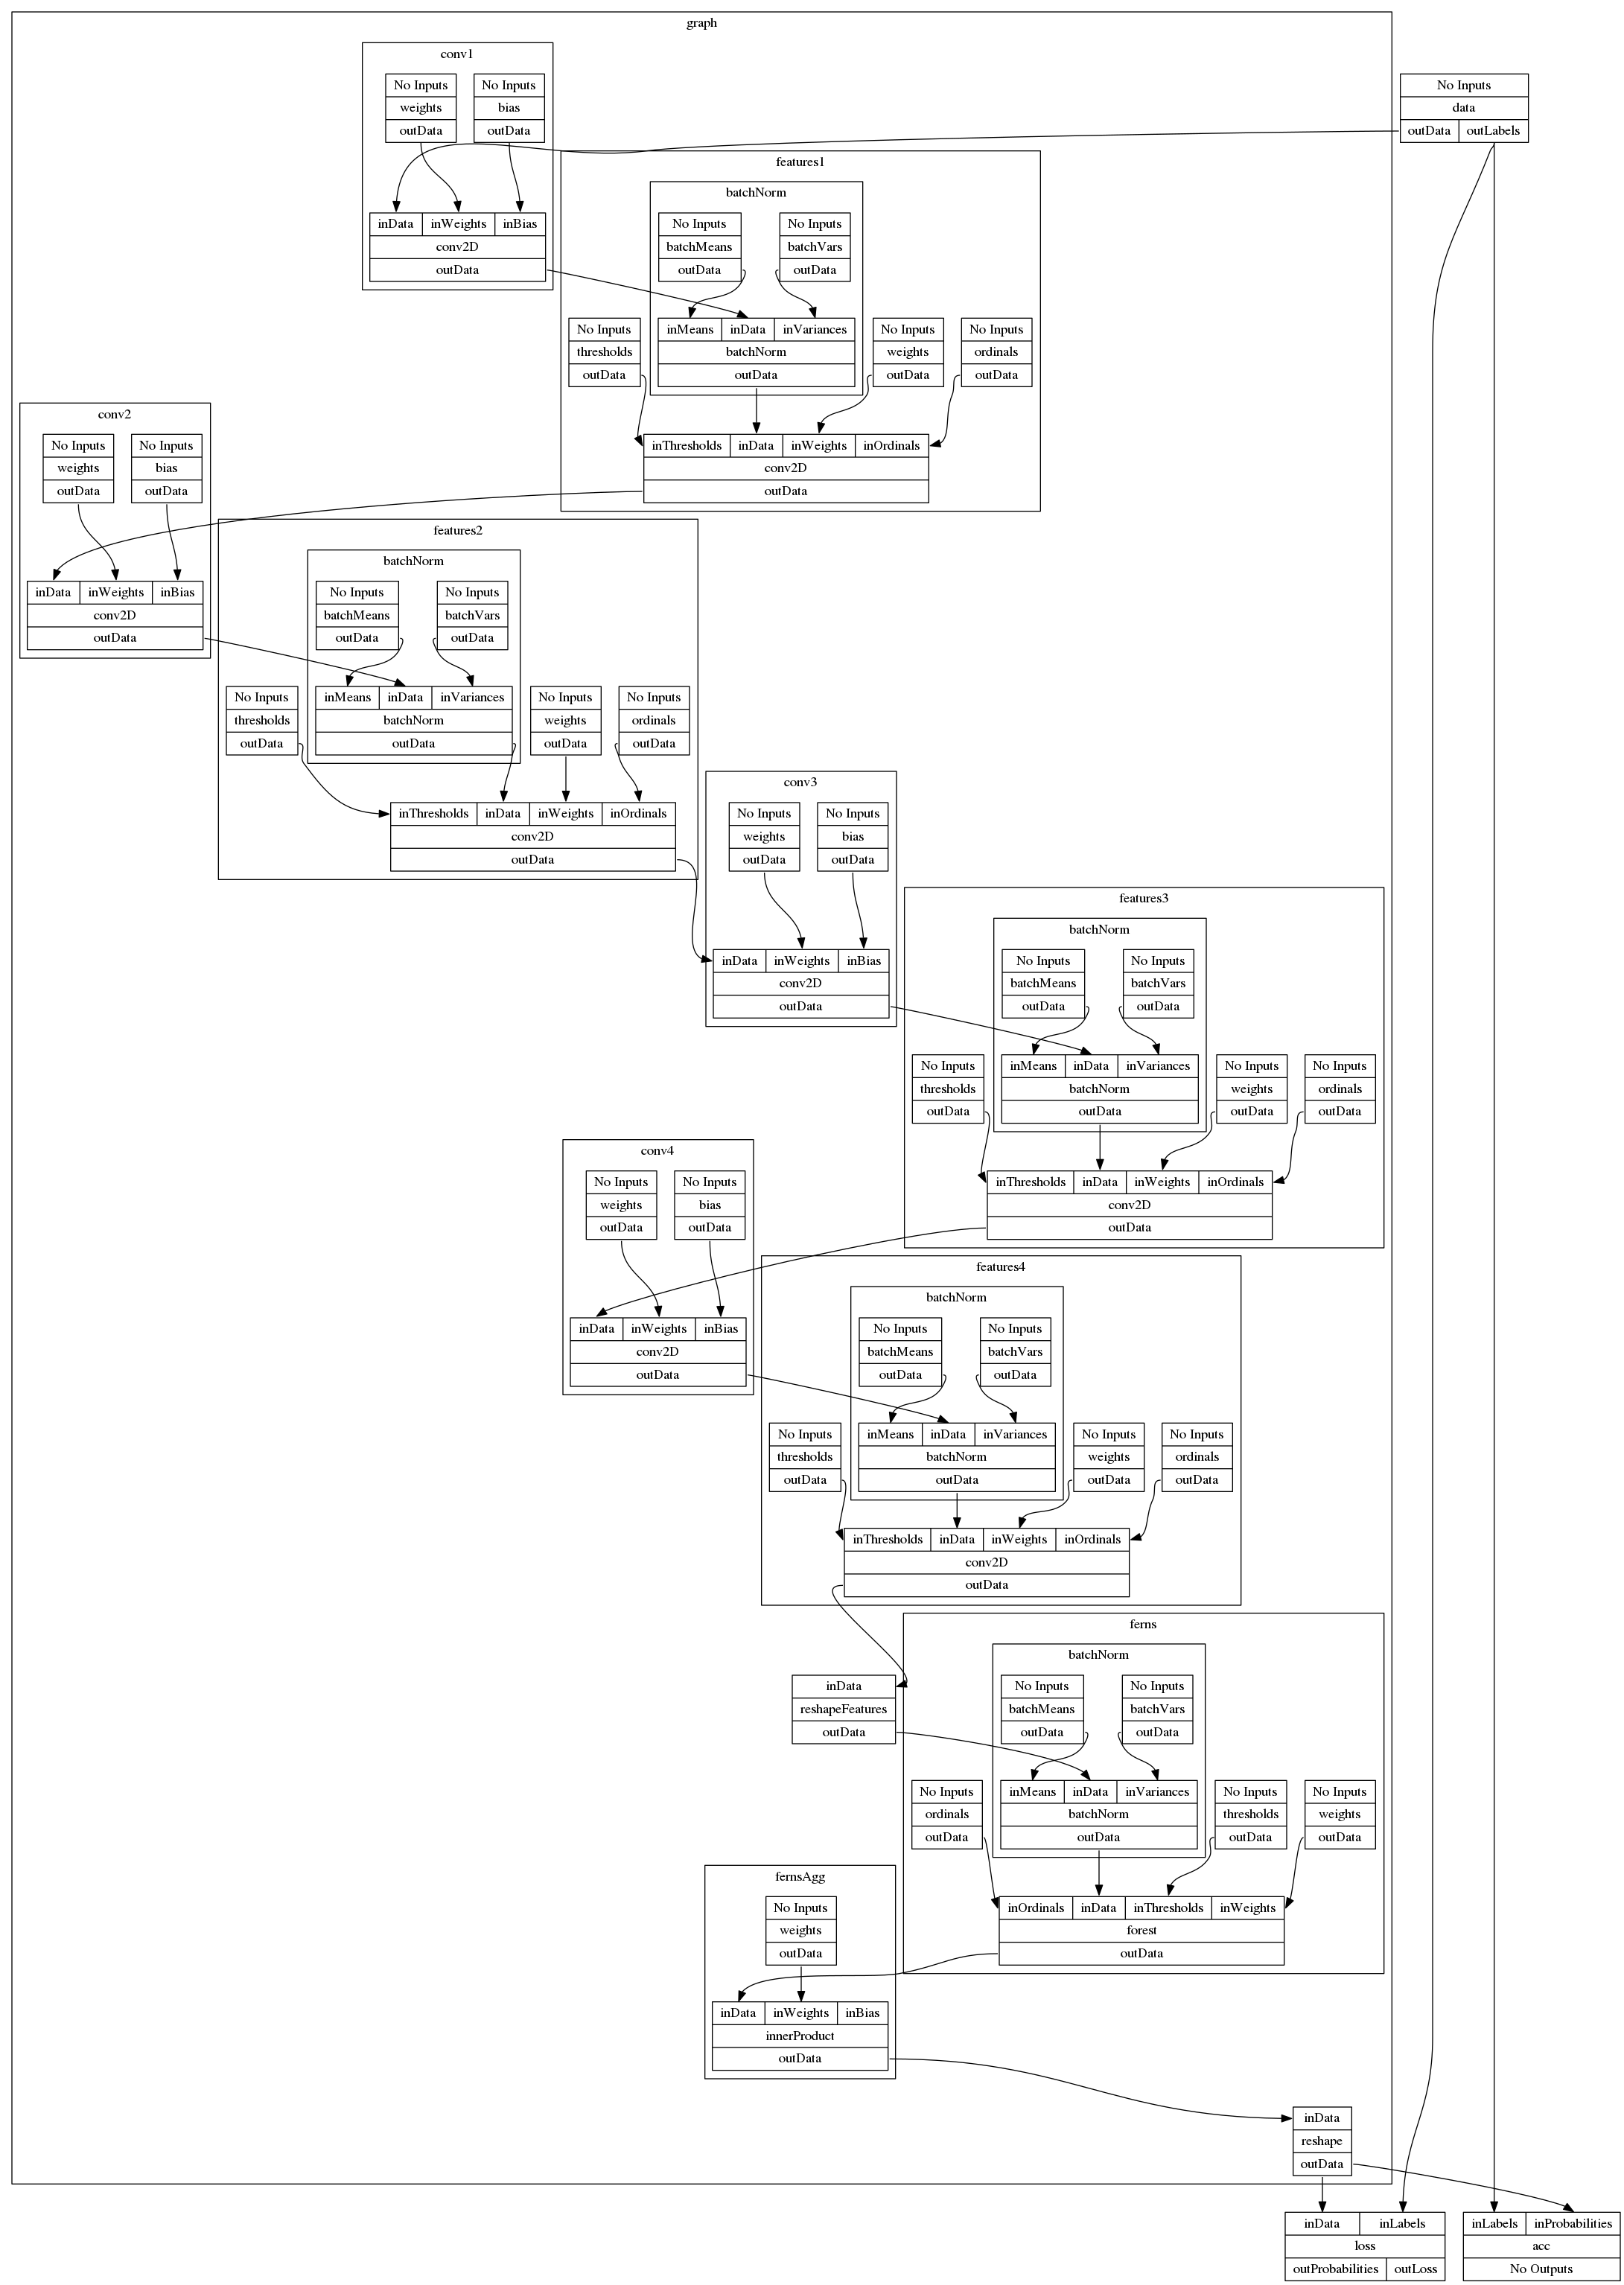 graph
conv1
No Inputs No Inputs No Inputs
weights bias data
outData outData outData outLabels
features1
batchNorm
inData inWeights inBias No Inputs No Inputs
conv2D batchMeans batchVars
outData outData outData
No Inputs inMeans inData inVariances No Inputs No Inputs
thresholds batchNorm weights ordinals
outData outData outData outData
conv2
No Inputs No Inputs inThresholds inData inWeights inOrdinals
weights bias conv2D
outData outData outData
features2
batchNorm
inData inWeights inBias No Inputs No Inputs
conv2D batchMeans batchVars
outData outData outData
No Inputs inMeans inData inVariances No Inputs No Inputs
thresholds batchNorm weights ordinals
outData outData outData outData
conv3
inThresholds inData inWeights inOrdinals No Inputs No Inputs
conv2D weights bias
outData outData outData
features3
batchNorm
inData inWeights inBias No Inputs No Inputs
conv2D batchMeans batchVars
outData outData outData
No Inputs inMeans inData inVariances No Inputs No Inputs
thresholds batchNorm weights ordinals
outData outData outData outData
conv4
No Inputs No Inputs inThresholds inData inWeights inOrdinals
weights bias conv2D
outData outData outData
features4
batchNorm
inData inWeights inBias No Inputs No Inputs
conv2D batchMeans batchVars
outData outData outData
No Inputs inMeans inData inVariances No Inputs No Inputs
thresholds batchNorm weights ordinals
outData outData outData outData
inThresholds inData inWeights inOrdinals
conv2D
outData
ferns
batchNorm
inData No Inputs No Inputs
reshapeFeatures batchMeans batchVars
outData outData outData
No Inputs inMeans inData inVariances No Inputs No Inputs
ordinals batchNorm thresholds weights
outData outData outData outData
fernsAgg
No Inputs inOrdinals inData inThresholds inWeights
weights forest
outData outData
inData inWeights inBias
innerProduct
outData
inData
reshape
outData
inData inLabels inLabels inProbabilities
loss acc
outProbabilities outLoss No Outputs